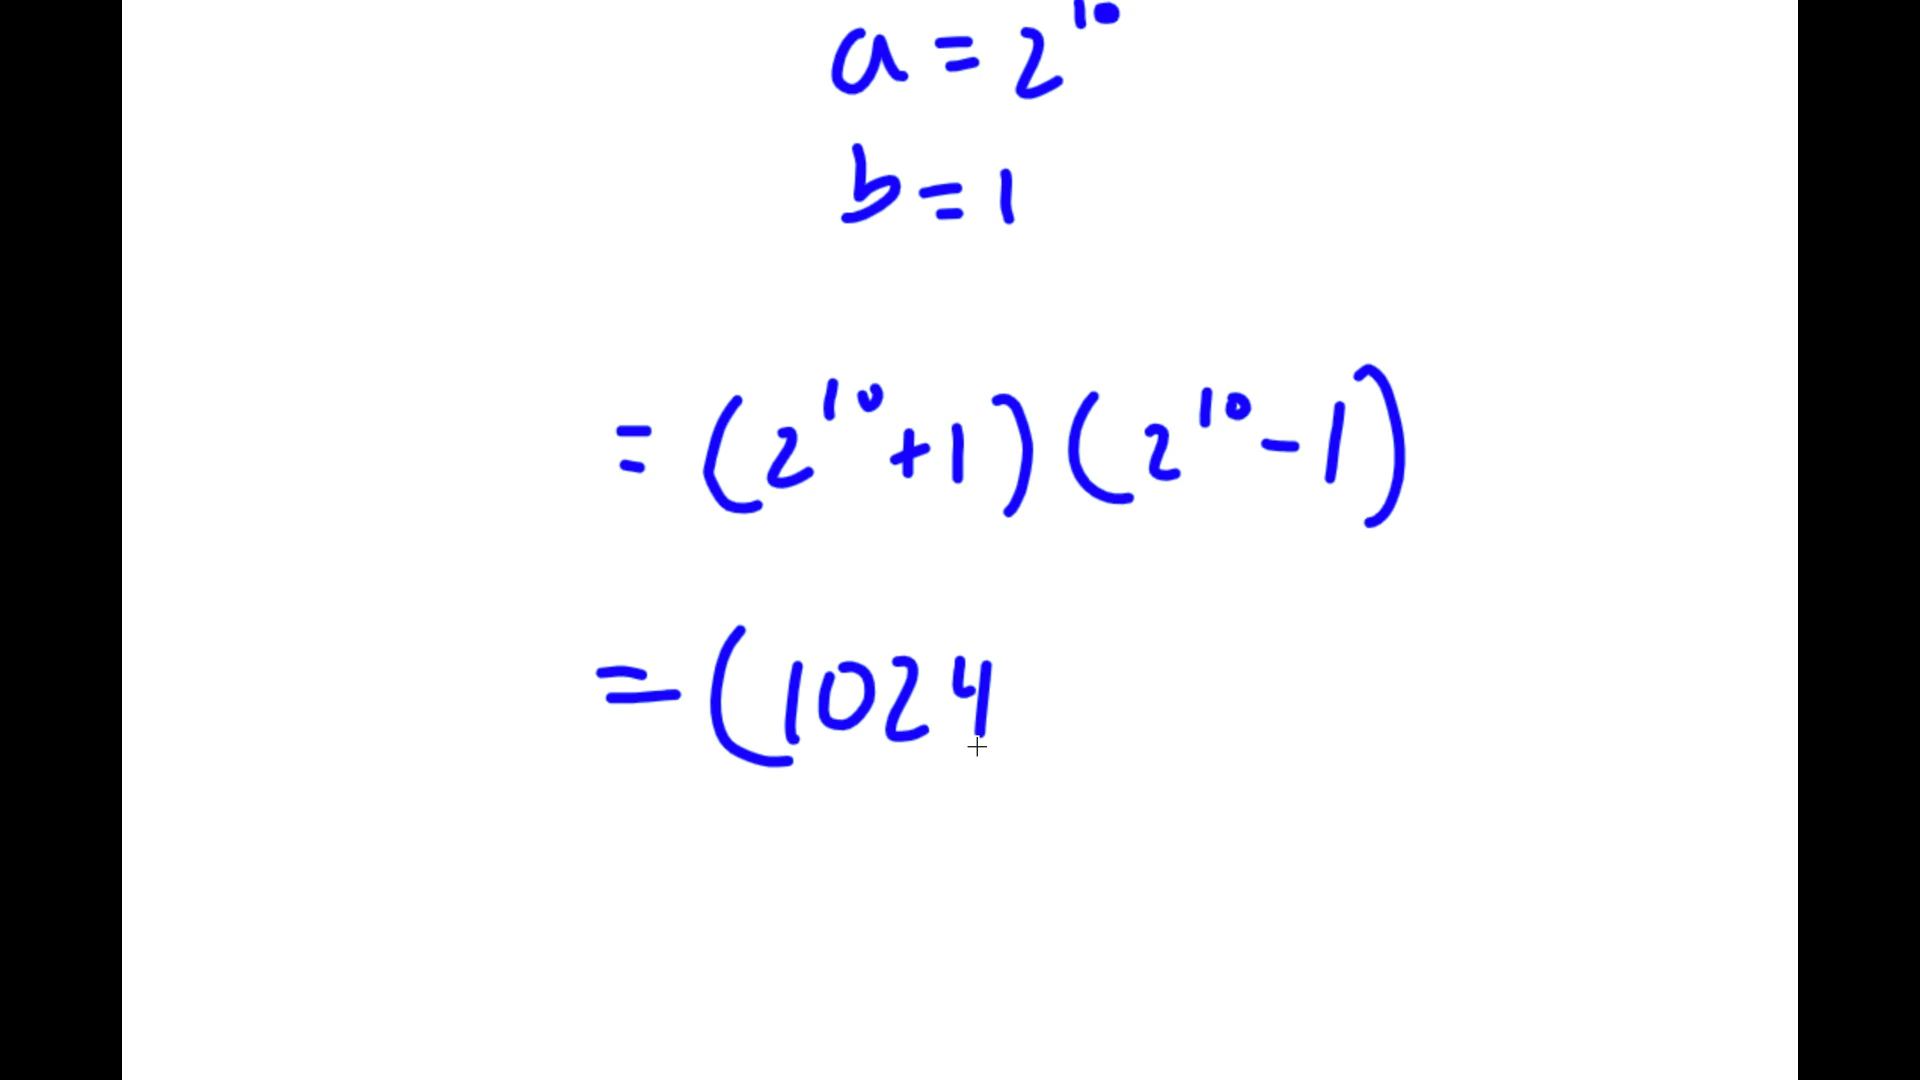 a = 2^10
b = 1
= (2^10 + 1) (2^10 - 1)
= (1024